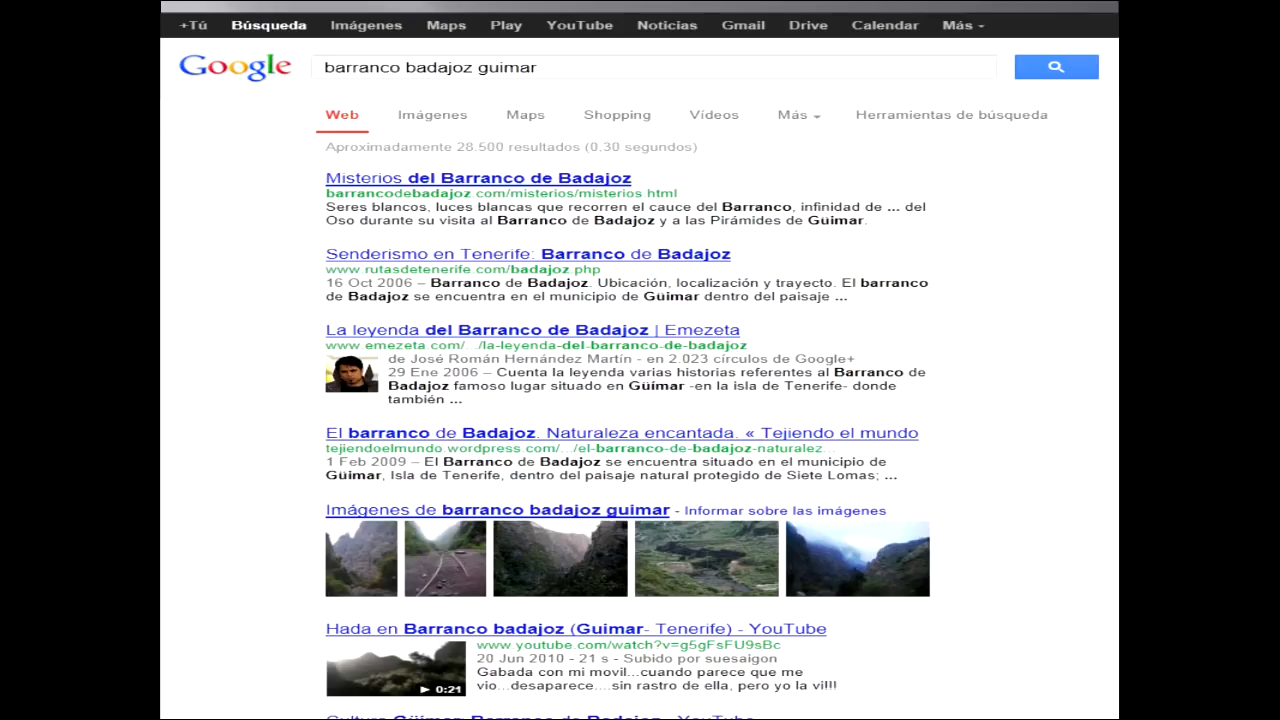 +Tú Búsqueda Imágenes Maps Play YouTube Noticias Gmail Drive Calendar Más
Google barranco badajoz guimar
Web Imágenes Maps Shopping Vídeos Más Herramientas de búsqueda
Aproximadamente 28.500 resultados (0,30 segundos)
Misterios del Barranco de Badajoz
barrancodebadajoz.com/misterios/misterios.html
Seres blancos, luces blancas que recorren el cauce del Barranco, infinidad de ... del
Oso durante su visita al Barranco de Badajoz y a las Pirámides de Güimar.
Senderismo en Tenerife: Barranco de Badajoz
www.rutasdetenerife.com/badajoz.php
16 Oct 2006 – Barranco de Badajoz. Ubicación, localización y trayecto. El barranco
de Badajoz se encuentra en el municipio de Güimar dentro del paisaje ...
La leyenda del Barranco de Badajoz | Emezeta
www.emezeta.com/.../la-leyenda-del-barranco-de-badajoz
de José Román Hernández Martín - en 2.023 círculos de Google+
29 Ene 2006 – Cuenta la leyenda varias historias referentes al Barranco de
Badajoz famoso lugar situado en Güímar -en la isla de Tenerife- donde
también ...
El barranco de Badajoz. Naturaleza encantada. « Tejiendo el mundo
tejiendoelmundo.wordpress.com/.../el-barranco-de-badajoz-naturalez...
1 Feb 2009 – El Barranco de Badajoz se encuentra situado en el municipio de
Güimar, Isla de Tenerife, dentro del paisaje natural protegido de Siete Lomas; ...
Imágenes de barranco badajoz guimar - Informar sobre las imágenes
Hada en Barranco badajoz (Guimar- Tenerife) - YouTube
www.youtube.com/watch?v=g5gFsFU9sBc
20 Jun 2010 - 21 s - Subido por suesaigon
Gabada con mi movil...cuando parece que me
vio...desaparece....sin rastro de ella, pero yo la ví!!!
0:21
Cultura Güímar: Barranco de Badajoz - YouTube